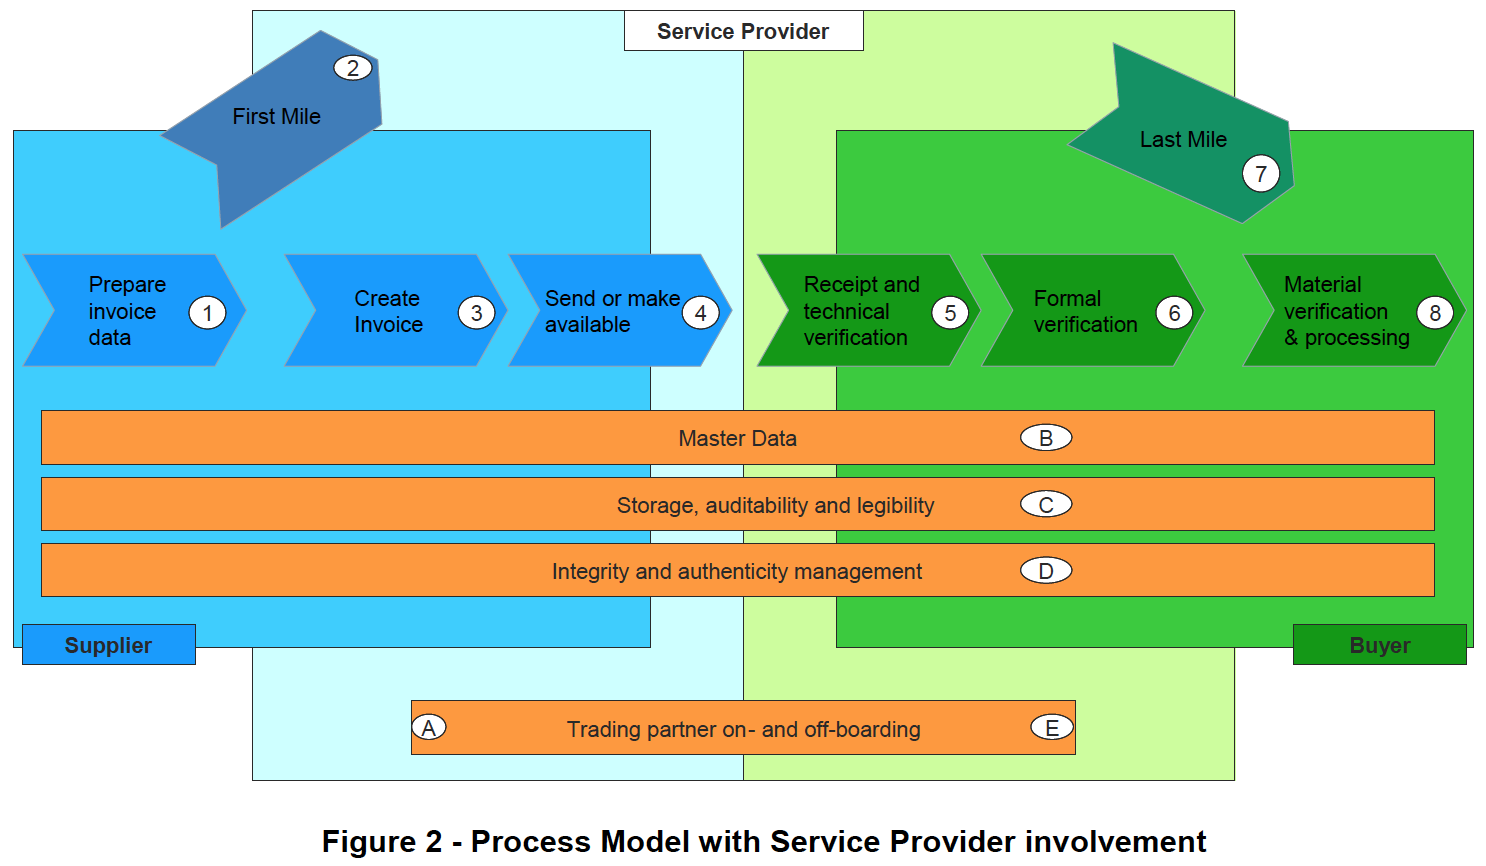 Service Provider
2
First Mile
Last Mile
7
Prepare
invoice
data
1
Create
Invoice
3
Send or make
available
4
Receipt and
technical
verification
5
Formal
verification
6
Material
verification
& processing
8
Master Data
B
Storage, auditability and legibility
C
Integrity and authenticity management
D
Supplier
Buyer
A
Trading partner on- and off-boarding
E
Figure 2 - Process Model with Service Provider involvement